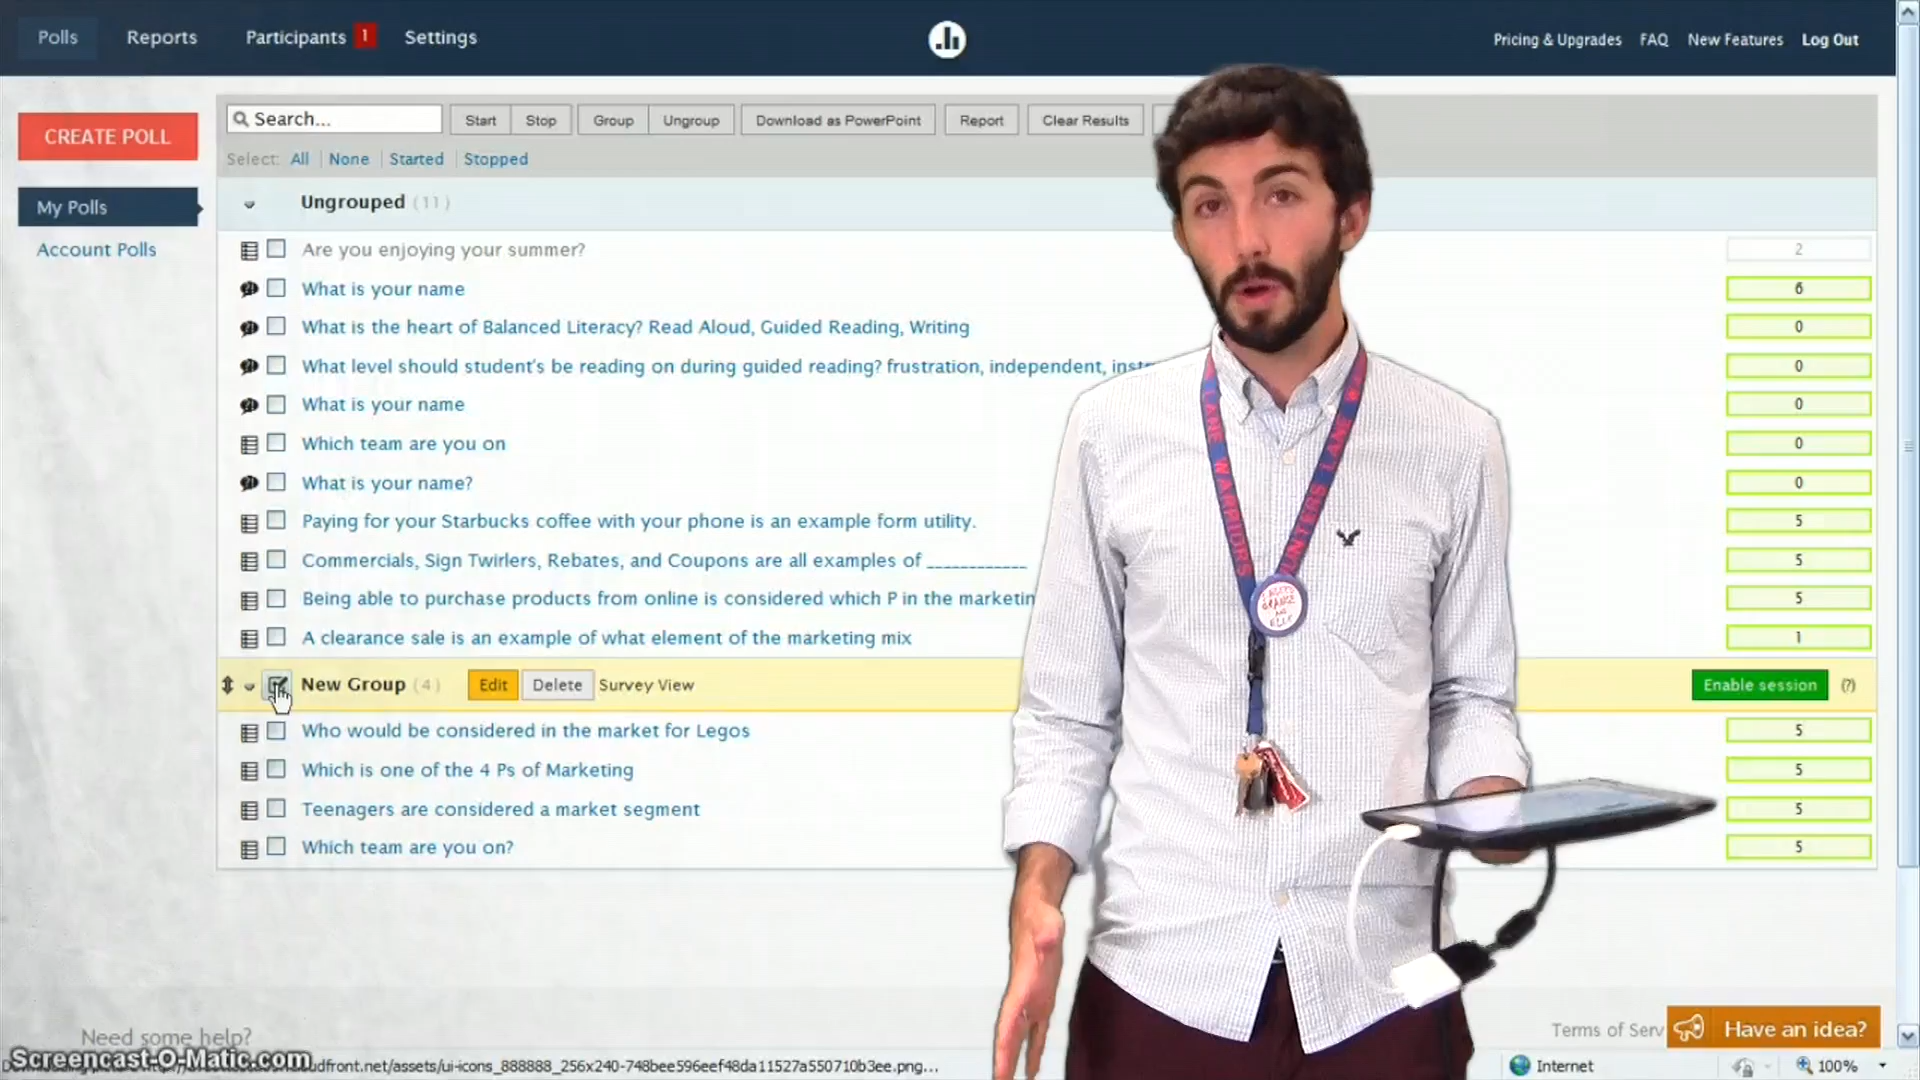 Polls Reports Participants 1 Settings Pricing & Upgrades FAQ New Features Log Out
CREATE POLL
My Polls
Account Polls
Search... Start Stop Group Ungroup Download as PowerPoint Report Clear Results
Select: All None Started Stopped
Ungrouped (11)
Are you enjoying your summer? 2
What is your name 6
What is the heart of Balanced Literacy? Read Aloud, Guided Reading, Writing 0
What level should student's be reading on during guided reading? frustration, independent, inst 0
What is your name 0
Which team are you on 0
What is your name? 0
Paying for your Starbucks coffee with your phone is an example form utility. 5
Commercials, Sign Twirlers, Rebates, and Coupons are all examples of ____________ 5
Being able to purchase products from online is considered which P in the marketin 5
A clearance sale is an example of what element of the marketing mix 1
New Group (4) Edit Delete Survey View Enable session (?)
Who would be considered in the market for Legos 5
Which is one of the 4 Ps of Marketing 5
Teenagers are considered a market segment 5
Which team are you on? 5
LANE WARRIORS
UNTERS LANE W
Need some help?
Terms of Serv
Have an idea?
Screencast-O-Matic.com
udfront.net/assets/ui-icons_888888_256x240-748bee596eef48da11527a550710b3ee.png...
Internet 100%